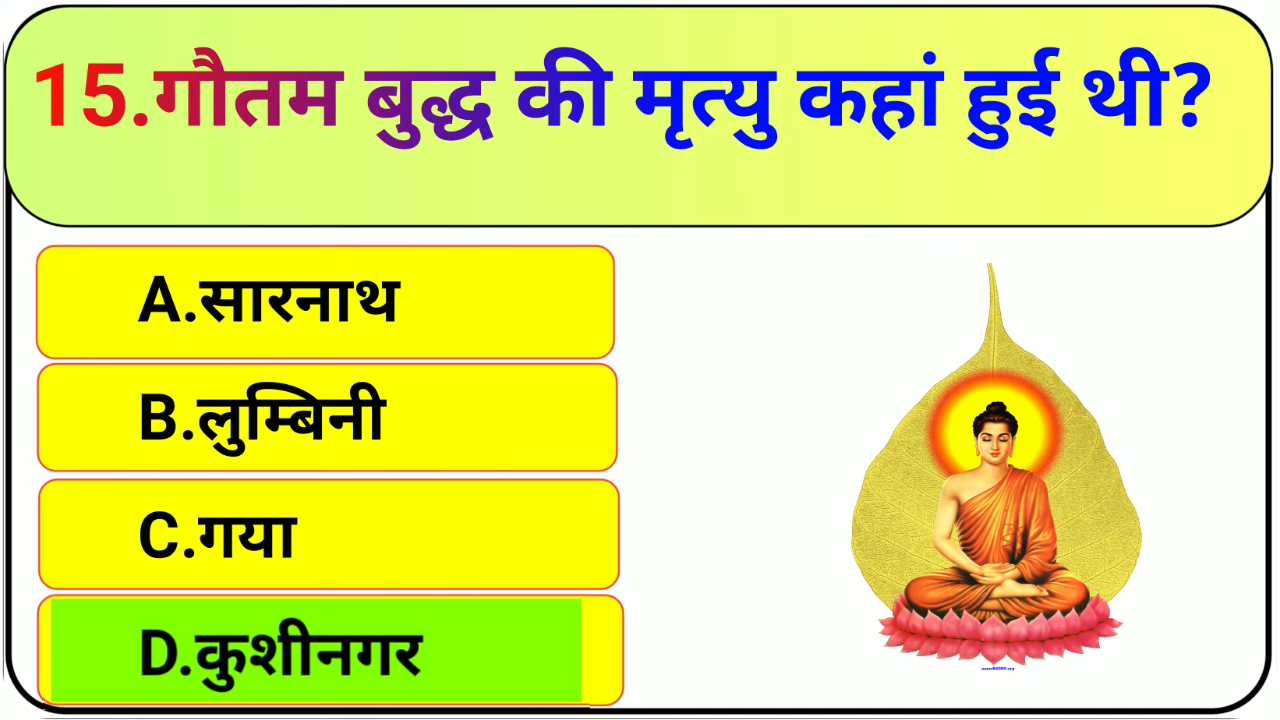 15.गौतम बुद्ध की मृत्यु कहां हुई थी?
A.सारनाथ
B.लुम्बिनी
C.गया
D.कुशीनगर